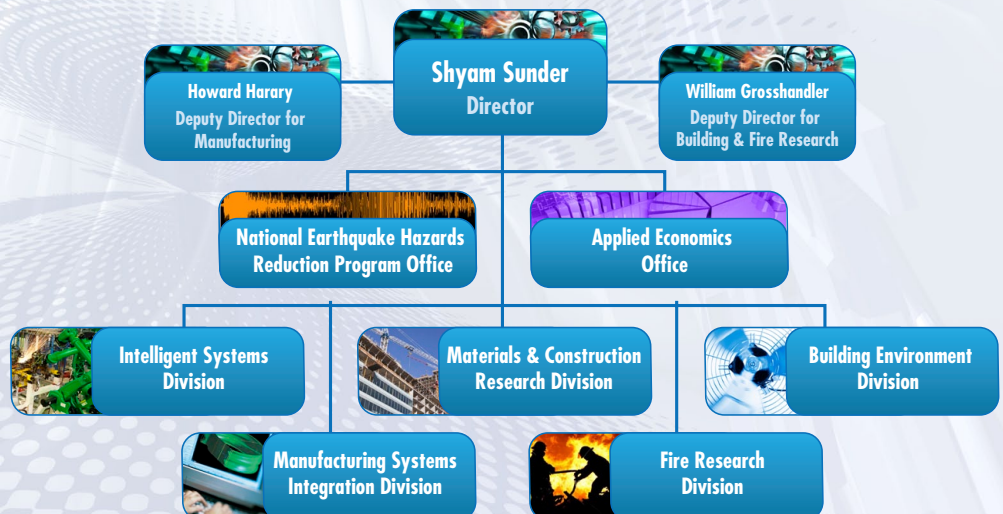 Shyam Sunder
Director
Howard Harary
Deputy Director for
Manufacturing
William Grosshandler
Deputy Director for
Building & Fire Research
National Earthquake Hazards
Reduction Program Office
Applied Economics
Office
Intelligent Systems
Division
Materials & Construction
Research Division
Building Environment
Division
Manufacturing Systems
Integration Division
Fire Research
Division